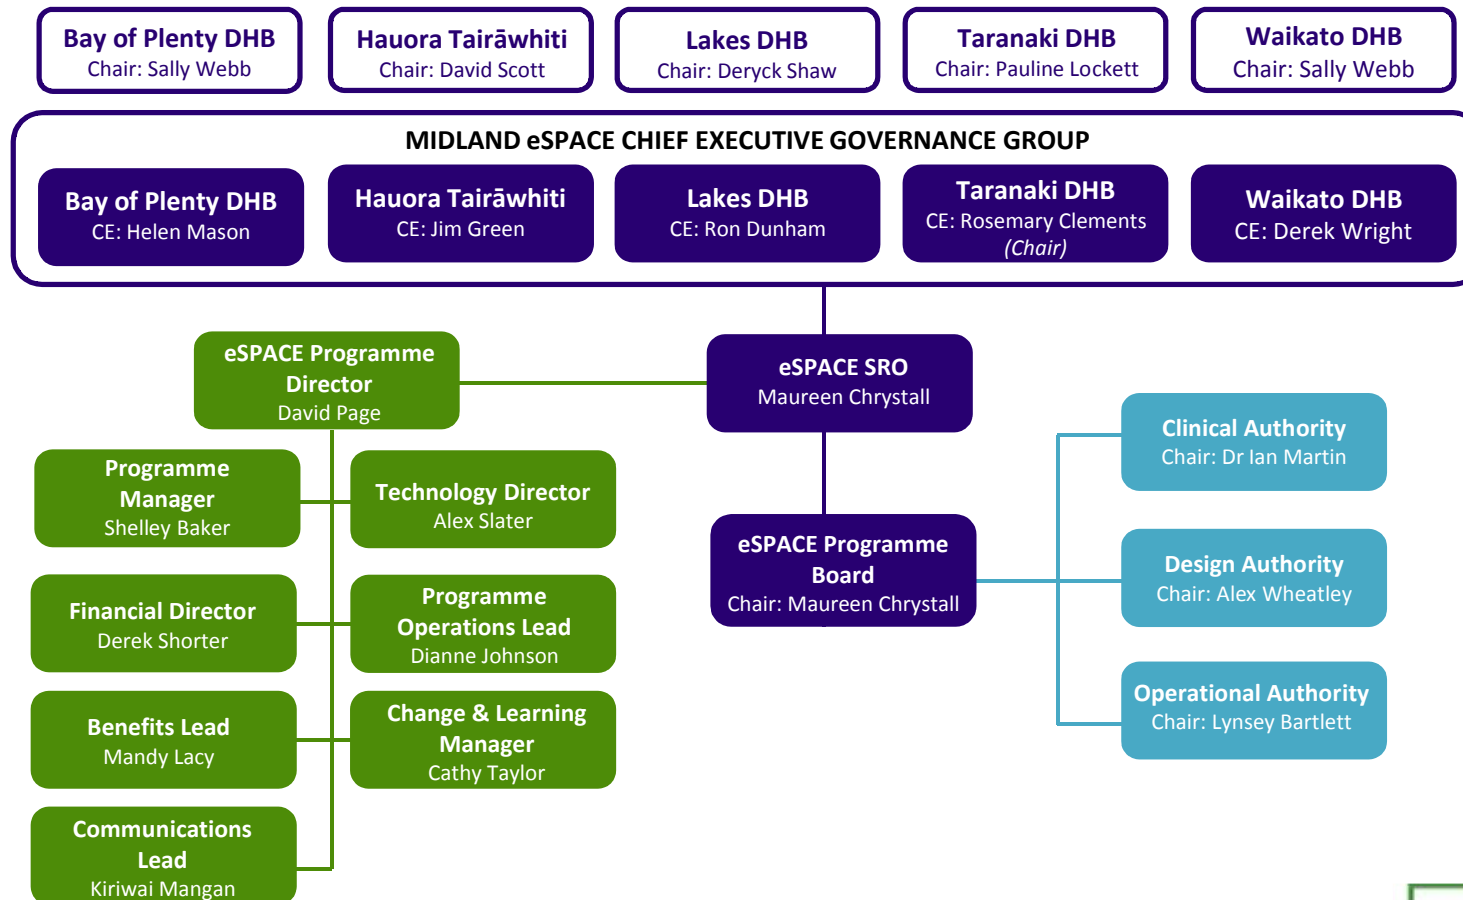 Bay of Plenty DHB
Chair: Sally Webb
Hauora Tairāwhiti
Chair: David Scott
Lakes DHB
Chair: Deryck Shaw
Taranaki DHB
Chair: Pauline Lockett
Waikato DHB
Chair: Sally Webb
MIDLAND eSPACE CHIEF EXECUTIVE GOVERNANCE GROUP
Bay of Plenty DHB
CE: Helen Mason
Hauora Tairāwhiti
CE: Jim Green
Lakes DHB
CE: Ron Dunham
Taranaki DHB
CE: Rosemary Clements
(Chair)
Waikato DHB
CE: Derek Wright
eSPACE Programme
Director
David Page
eSPACE SRO
Maureen Chrystall
Programme
Manager
Shelley Baker
Technology Director
Alex Slater
Financial Director
Derek Shorter
Programme
Operations Lead
Dianne Johnson
Benefits Lead
Mandy Lacy
Change & Learning
Manager
Cathy Taylor
Communications
Lead
Kiriwai Mangan
eSPACE Programme
Board
Chair: Maureen Chrystall
Clinical Authority
Chair: Dr Ian Martin
Design Authority
Chair: Alex Wheatley
Operational Authority
Chair: Lynsey Bartlett